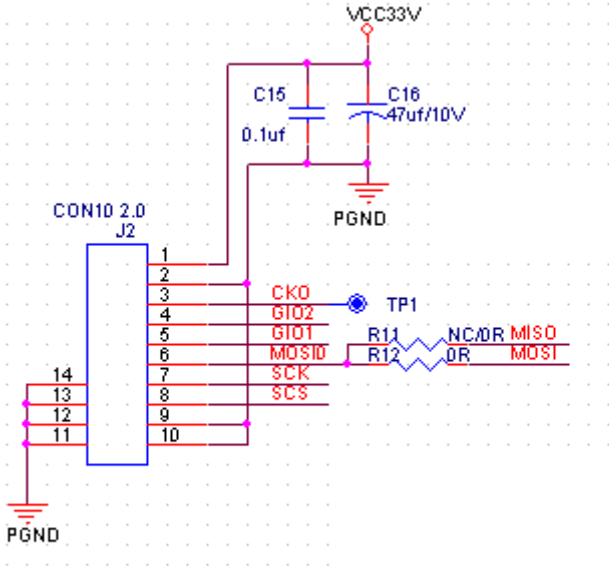 VCC33V
C15
C16
47uf/10V
0.1uf
PGND
CON10 2.0
J2
1
2
3
CKO
TP1
4
GIO2
5
GIO1
R11
NC/0R
MISO
6
MOSI0
R12
0R
MOSI
7
SCK
14
8
SCS
13
9
12
10
11
PGND